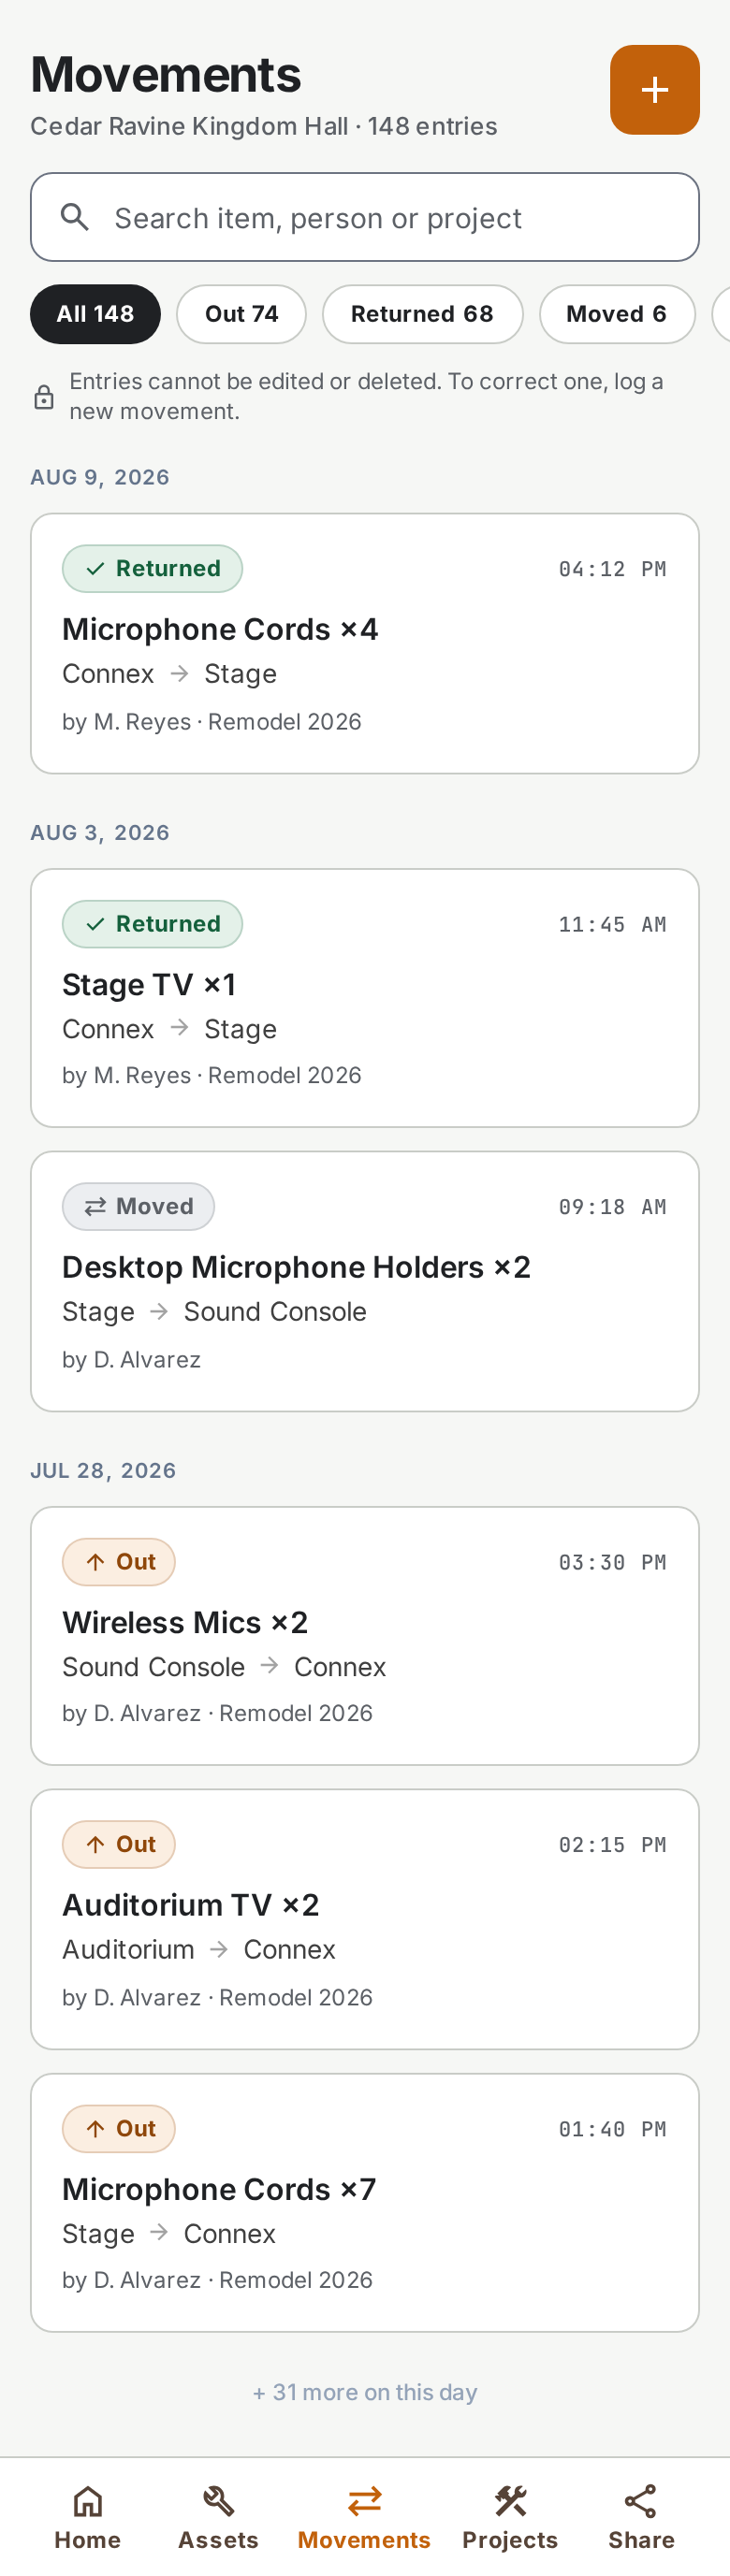 Movements
Cedar Ravine Kingdom Hall · 148 entries
Search item, person or project
All 148
Out 74
Returned 68
Moved 6
Entries cannot be edited or deleted. To correct one, log a
new movement.
AUG 9, 2026
Returned
04:12 PM
Microphone Cords ×4
Connex → Stage
by M. Reyes · Remodel 2026
AUG 3, 2026
Returned
11:45 AM
Stage TV ×1
Connex → Stage
by M. Reyes · Remodel 2026
Moved
09:18 AM
Desktop Microphone Holders ×2
Stage → Sound Console
by D. Alvarez
JUL 28, 2026
Out
03:30 PM
Wireless Mics ×2
Sound Console → Connex
by D. Alvarez · Remodel 2026
Out
02:15 PM
Auditorium TV ×2
Auditorium → Connex
by D. Alvarez · Remodel 2026
Out
01:40 PM
Microphone Cords ×7
Stage → Connex
by D. Alvarez · Remodel 2026
+ 31 more on this day
Home
Assets
Movements
Projects
Share